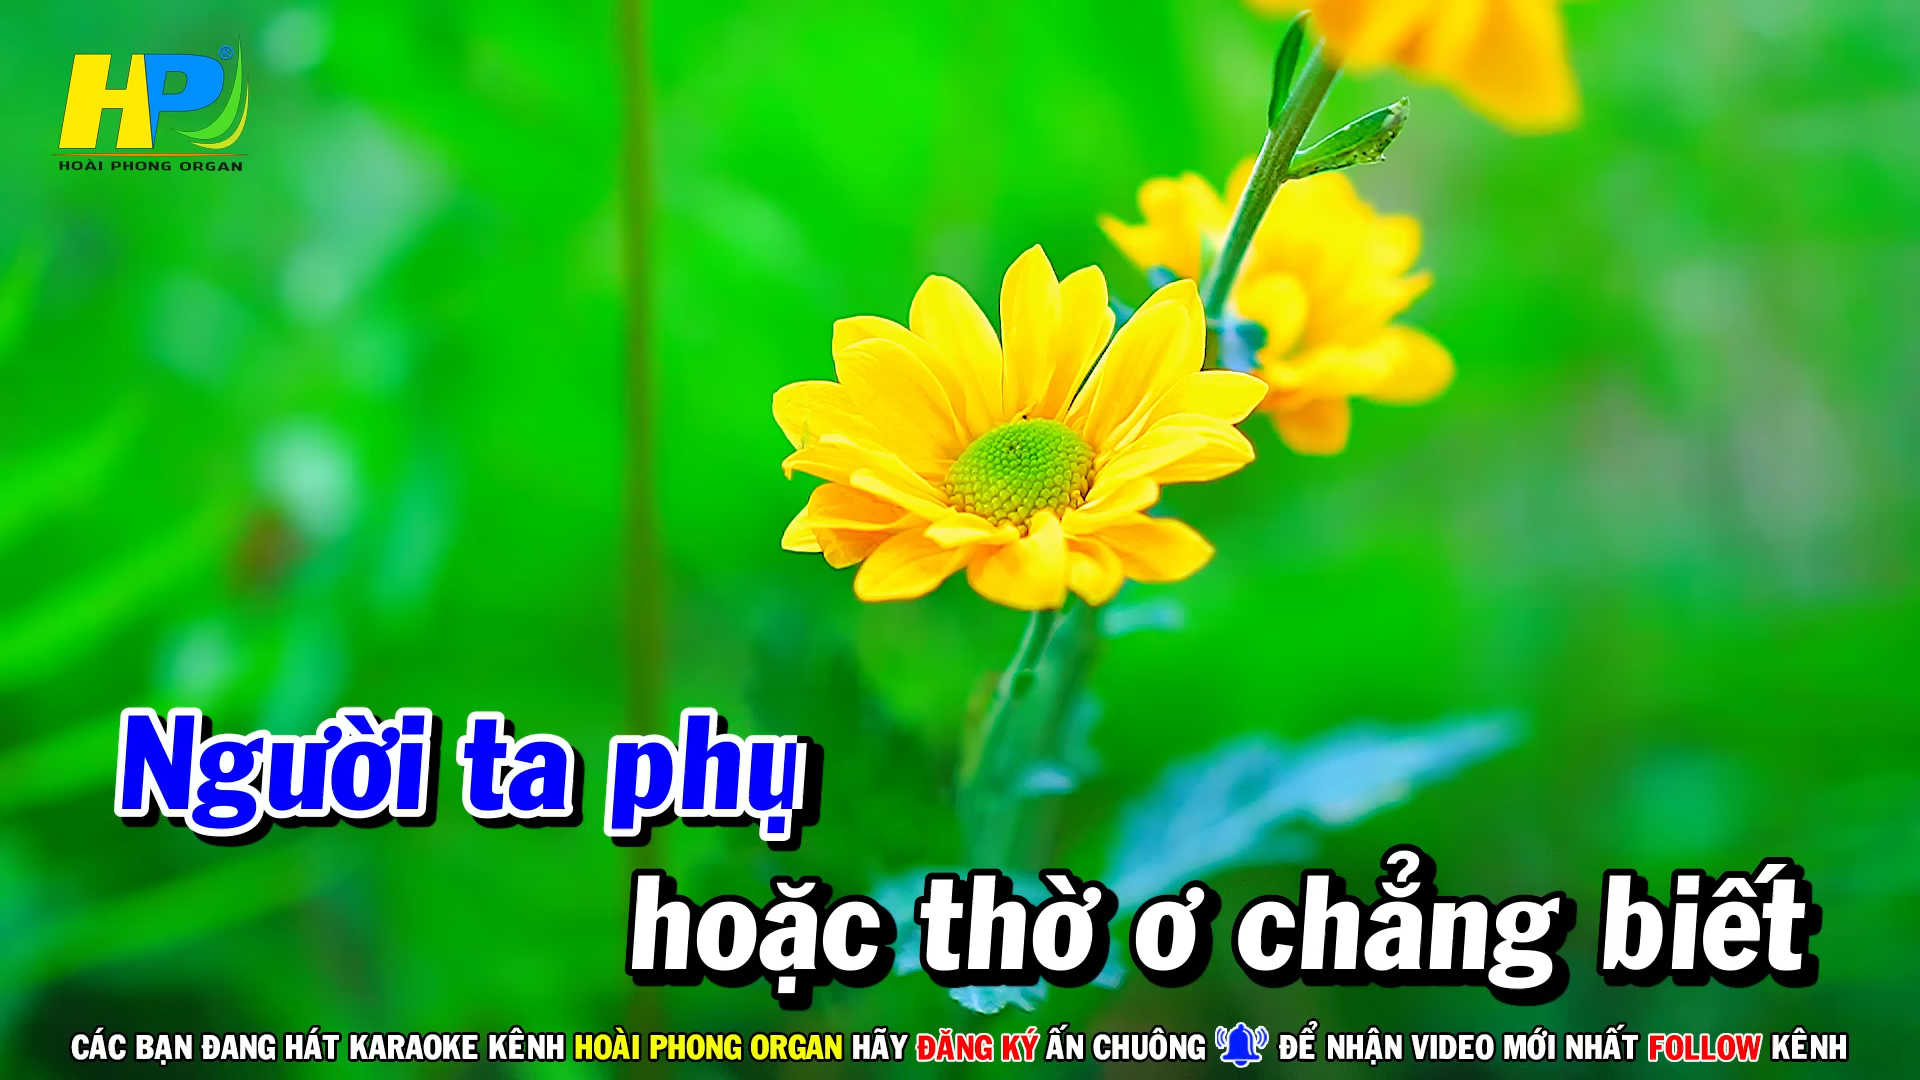 HP
HOÀI PHONG ORGAN
Người ta phụ
hoặc thờ ơ chẳng biết
CÁC BẠN ĐANG HÁT KARAOKE KÊNH HOÀI PHONG ORGAN HÃY ĐĂNG KÝ ẤN CHUÔNG ĐỂ NHẬN VIDEO MỚI NHẤT FOLLOW KÊNH